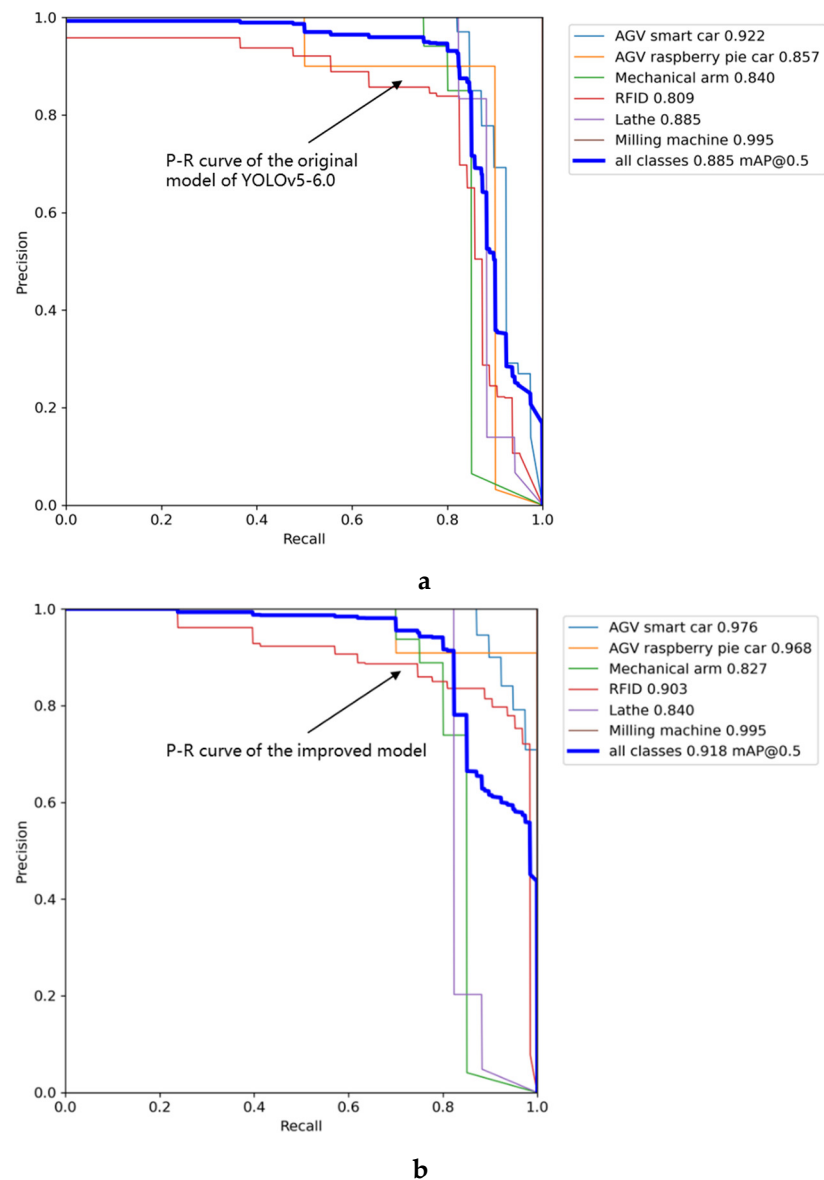 1.0
0.8
0.6
0.4
0.2
0.0
Precision
0.0 0.2 0.4 0.6 0.8 1.0
Recall
P-R curve of the original
model of YOLOv5-6.0
AGV smart car 0.922
AGV raspberry pie car 0.857
Mechanical arm 0.840
RFID 0.809
Lathe 0.885
Milling machine 0.995
all classes 0.885 mAP@0.5
a
1.0
0.8
0.6
0.4
0.2
0.0
Precision
0.0 0.2 0.4 0.6 0.8 1.0
Recall
P-R curve of the improved model
AGV smart car 0.976
AGV raspberry pie car 0.968
Mechanical arm 0.827
RFID 0.903
Lathe 0.840
Milling machine 0.995
all classes 0.918 mAP@0.5
b